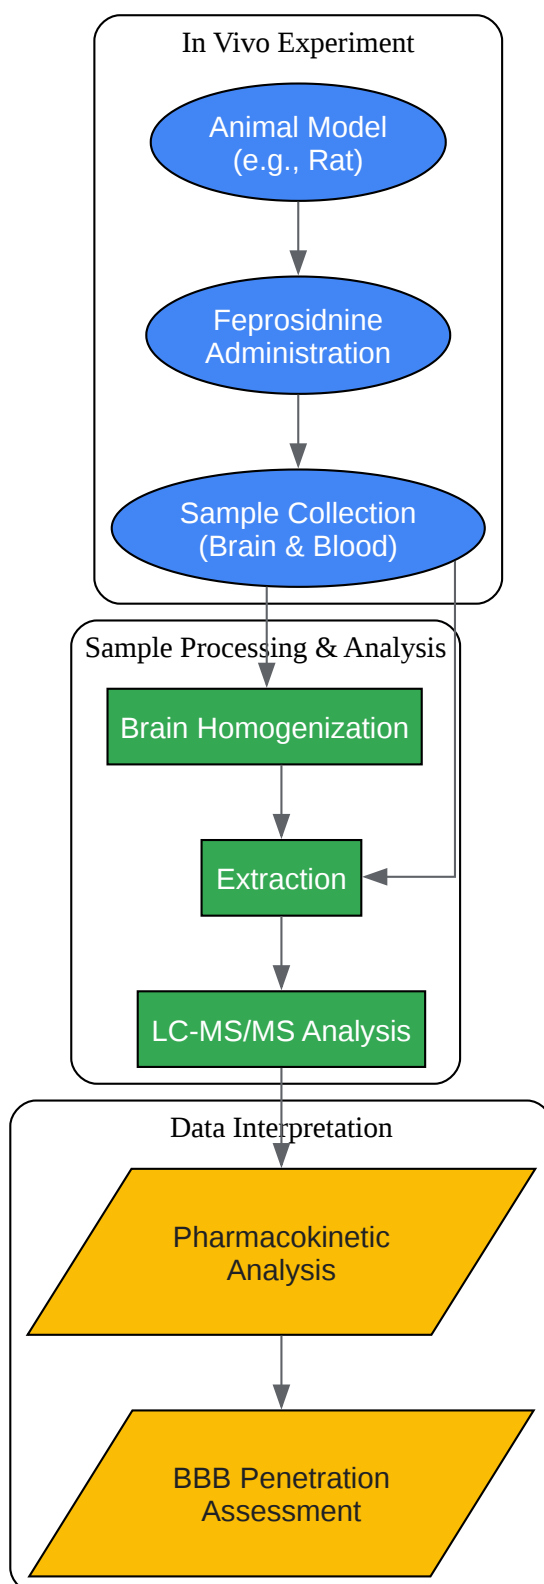 In Vivo Experiment
Animal Model
(e.g., Rat)
Feprosidnine
Administration
Sample Collection
(Brain & Blood)
Sample Processing & Analysis
Brain Homogenization
Extraction
LC-MS/MS Analysis
Data Interpretation
Pharmacokinetic
Analysis
BBB Penetration
Assessment